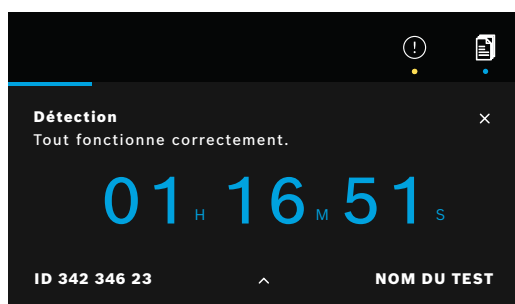 Détection
Tout fonctionne correctement.
01 H 16 M 51 S
ID 342 346 23
NOM DU TEST